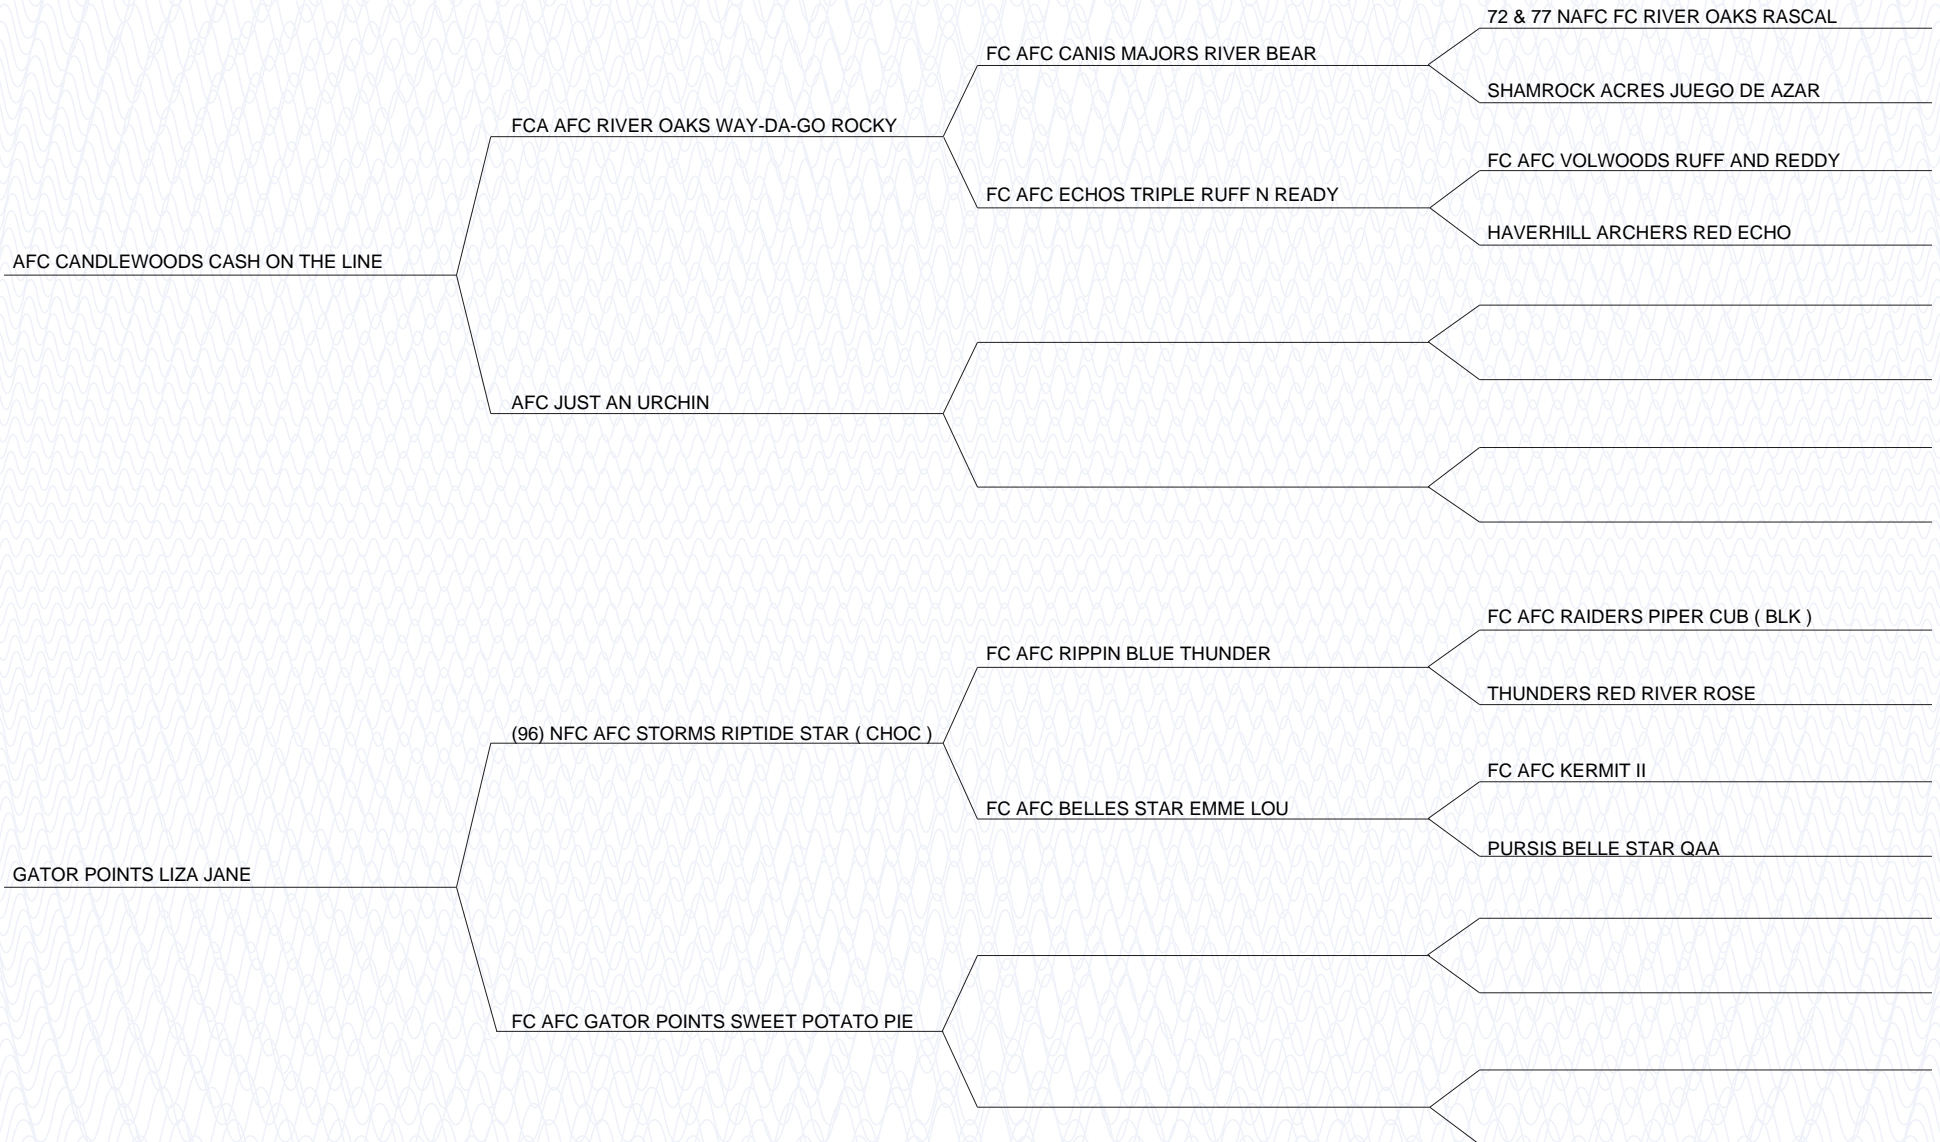 72 & 77 NAFC FC RIVER OAKS RASCAL
FC AFC CANIS MAJORS RIVER BEAR
SHAMROCK ACRES JUEGO DE AZAR
FCA AFC RIVER OAKS WAY-DA-GO ROCKY
FC AFC VOLWOODS RUFF AND REDDY
FC AFC ECHOS TRIPLE RUFF N READY
HAVERHILL ARCHERS RED ECHO
AFC CANDLEWOODS CASH ON THE LINE
AFC JUST AN URCHIN
FC AFC RAIDERS PIPER CUB ( BLK )
FC AFC RIPPIN BLUE THUNDER
THUNDERS RED RIVER ROSE
(96) NFC AFC STORMS RIPTIDE STAR ( CHOC )
FC AFC KERMIT II
FC AFC BELLES STAR EMME LOU
PURSIS BELLE STAR QAA
GATOR POINTS LIZA JANE
FC AFC GATOR POINTS SWEET POTATO PIE